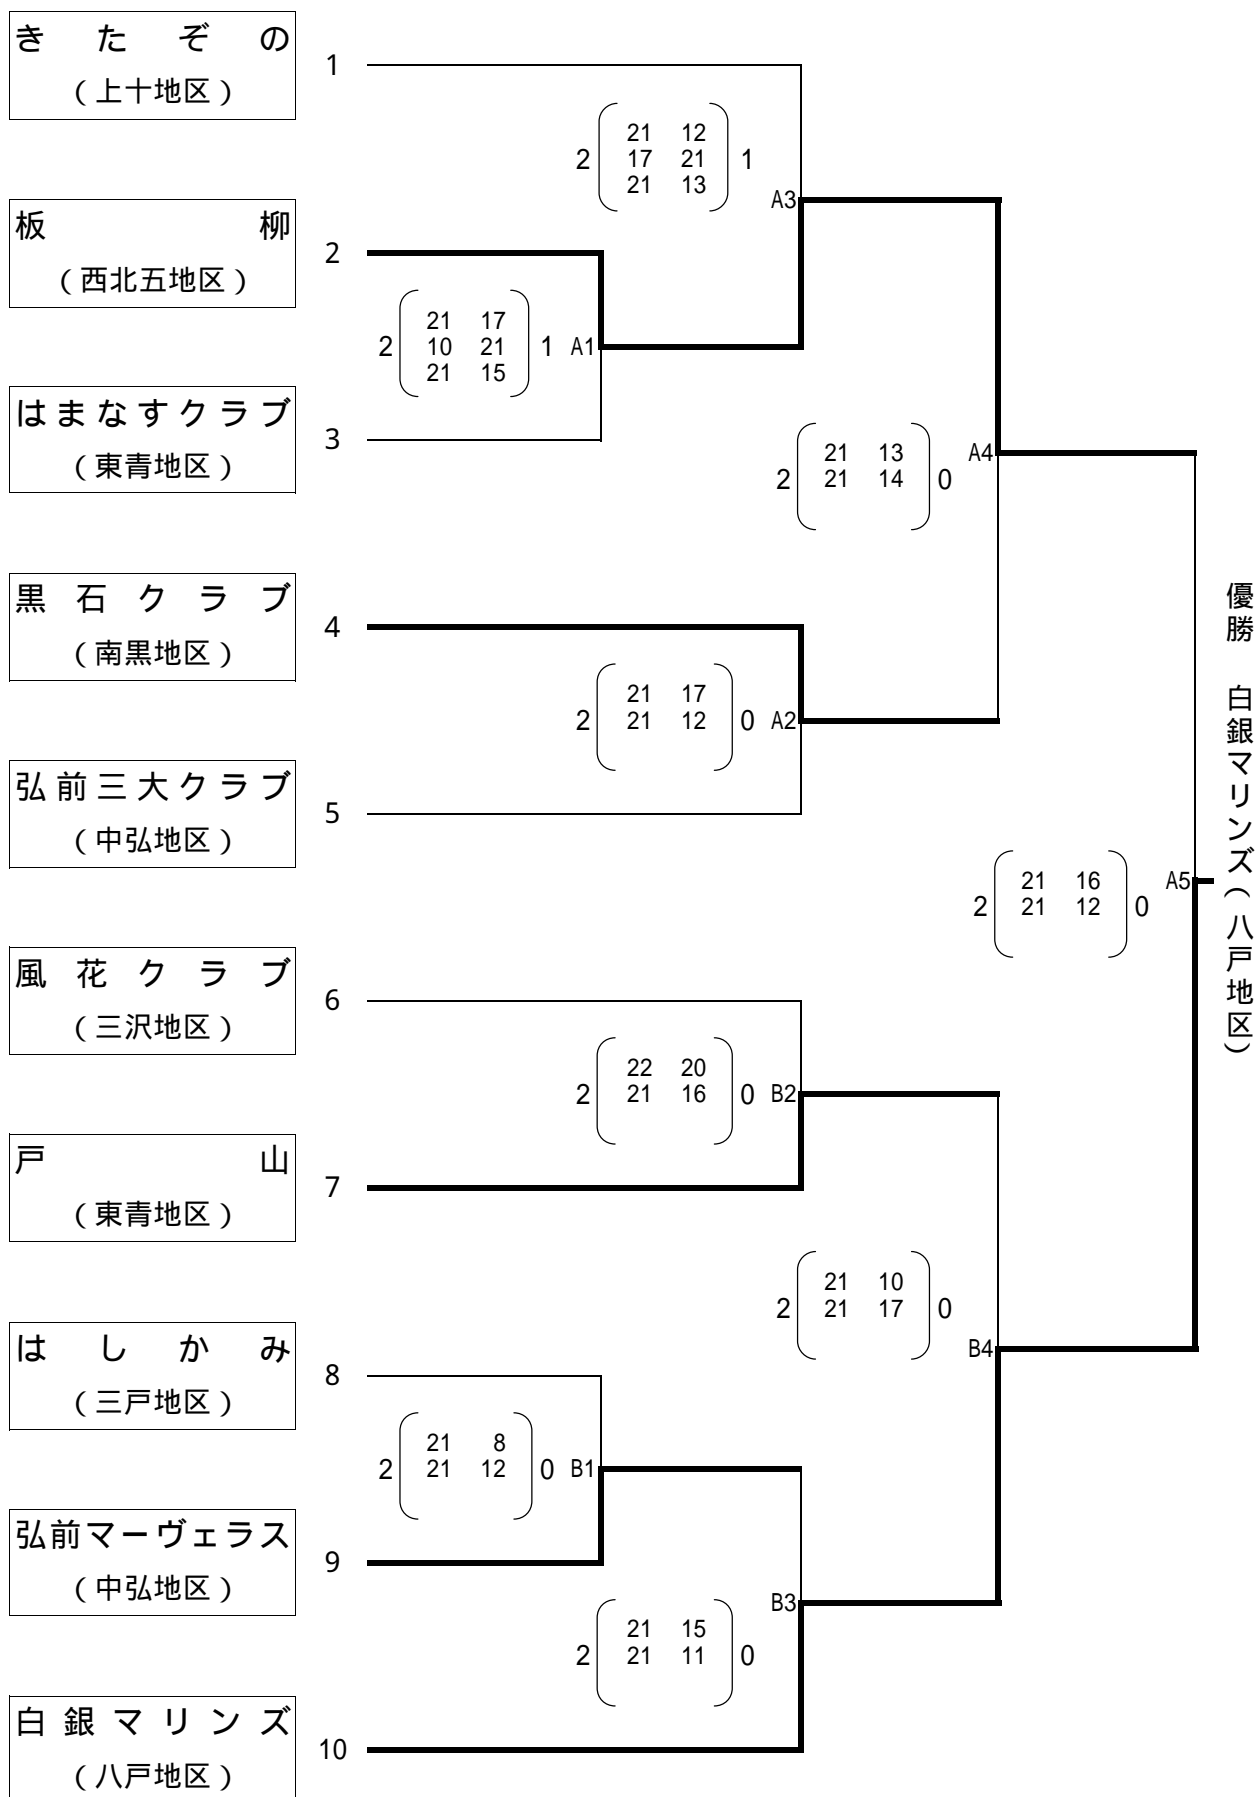 きたぞの
(上十地区)
1
板柳
(西北五地区)
2
はまなすクラブ
(東青地区)
3
黒石クラブ
(南黒地区)
4
弘前三大クラブ
(中弘地区)
5
風花クラブ
(三沢地区)
6
戸山
(東青地区)
7
はしかみ
(三戸地区)
8
弘前マーヴェラス
(中弘地区)
9
白銀マリンズ
(八戸地区)
10
21 17
2 10 21 1 A1
21 15
21 8
2 21 12 0 B1
21 12
2 17 21 1
21 13
A3
21 17
2 21 12 0 A2
22 20
2 21 16 0 B2
B3
21 15
2 21 11 0
21 13 A4
2 21 14 0
21 10
2 21 17 0
B4
21 16 A5
2 21 12 0
優勝 白銀マリンズ(八戸地区)